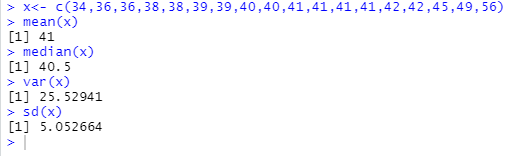 > x<- c(34,36,36,38,38,39,39,40,40,41,41,41,41,42,42,45,49,56)
> mean(x)
[1] 41
> median(x)
[1] 40.5
> var(x)
[1] 25.52941
> sd(x)
[1] 5.052664
>